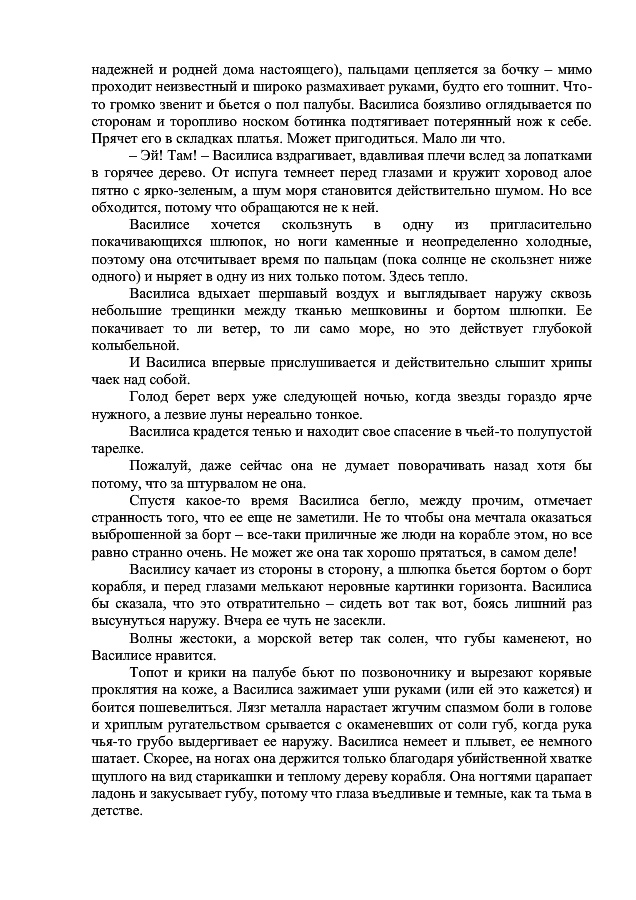 надежней и родней дома настоящего), пальцами цепляется за бочку – мимо
проходит неизвестный и широко размахивает руками, будто его тошнит. Что-
то громко звенит и бьется о пол палубы. Василиса боязливо оглядывается по
сторонам и торопливо носком ботинка подтягивает потерянный нож к себе.
Прячет его в складках платья. Может пригодиться. Мало ли что.
– Эй! Там! – Василиса вздрагивает, вдавливая плечи вслед за лопатками
в горячее дерево. От испуга темнеет перед глазами и кружит хоровод алое
пятно с ярко-зеленым, а шум моря становится действительно шумом. Но все
обходится, потому что обращаются не к ней.
Василисе хочется скользнуть в одну из пригласительно
покачивающихся шлюпок, но ноги каменные и неопределенно холодные,
поэтому она отсчитывает время по пальцам (пока солнце не скользнет ниже
одного) и ныряет в одну из них только потом. Здесь тепло.
Василиса вдыхает шершавый воздух и выглядывает наружу сквозь
небольшие трещинки между тканью мешковины и бортом шлюпки. Ее
покачивает то ли ветер, то ли само море, но это действует глубокой
колыбельной.
И Василиса впервые прислушивается и действительно слышит хрипы
чаек над собой.
Голод берет верх уже следующей ночью, когда звезды гораздо ярче
нужного, а лезвие луны нереально тонкое.
Василиса крадется тенью и находит свое спасение в чьей-то полупустой
тарелке.
Пожалуй, даже сейчас она не думает поворачивать назад хотя бы
потому, что за штурвалом не она.
Спустя какое-то время Василиса бегло, между прочим, отмечает
странность того, что ее еще не заметили. Не то чтобы она мечтала оказаться
выброшенной за борт – все-таки приличные же люди на корабле этом, но все
равно странно очень. Не может же она так хорошо прятаться, в самом деле!
Василису качает из стороны в сторону, а шлюпка бьется бортом о борт
корабля, и перед глазами мелькают неровные картинки горизонта. Василиса
бы сказала, что это отвратительно – сидеть вот так вот, боясь лишний раз
высунуться наружу. Вчера ее чуть не засекли.
Волны жестоки, а морской ветер так солен, что губы каменеют, но
Василисе нравится.
Топот и крики на палубе бьют по позвоночнику и вырезают корявые
проклятия на коже, а Василиса зажимает уши руками (или ей это кажется) и
боится пошевелиться. Лязг металла нарастает жгучим спазмом боли в голове
и хриплым ругательством срывается с окаменевших от соли губ, когда рука
чья-то грубо выдергивает ее наружу. Василиса немеет и плывет, ее немного
шатает. Скорее, на ногах она держится только благодаря убийственной хватке
щуплого на вид старикашки и теплому дереву корабля. Она ногтями царапает
ладонь и закусывает губу, потому что глаза въедливые и темные, как та тьма в
детстве.